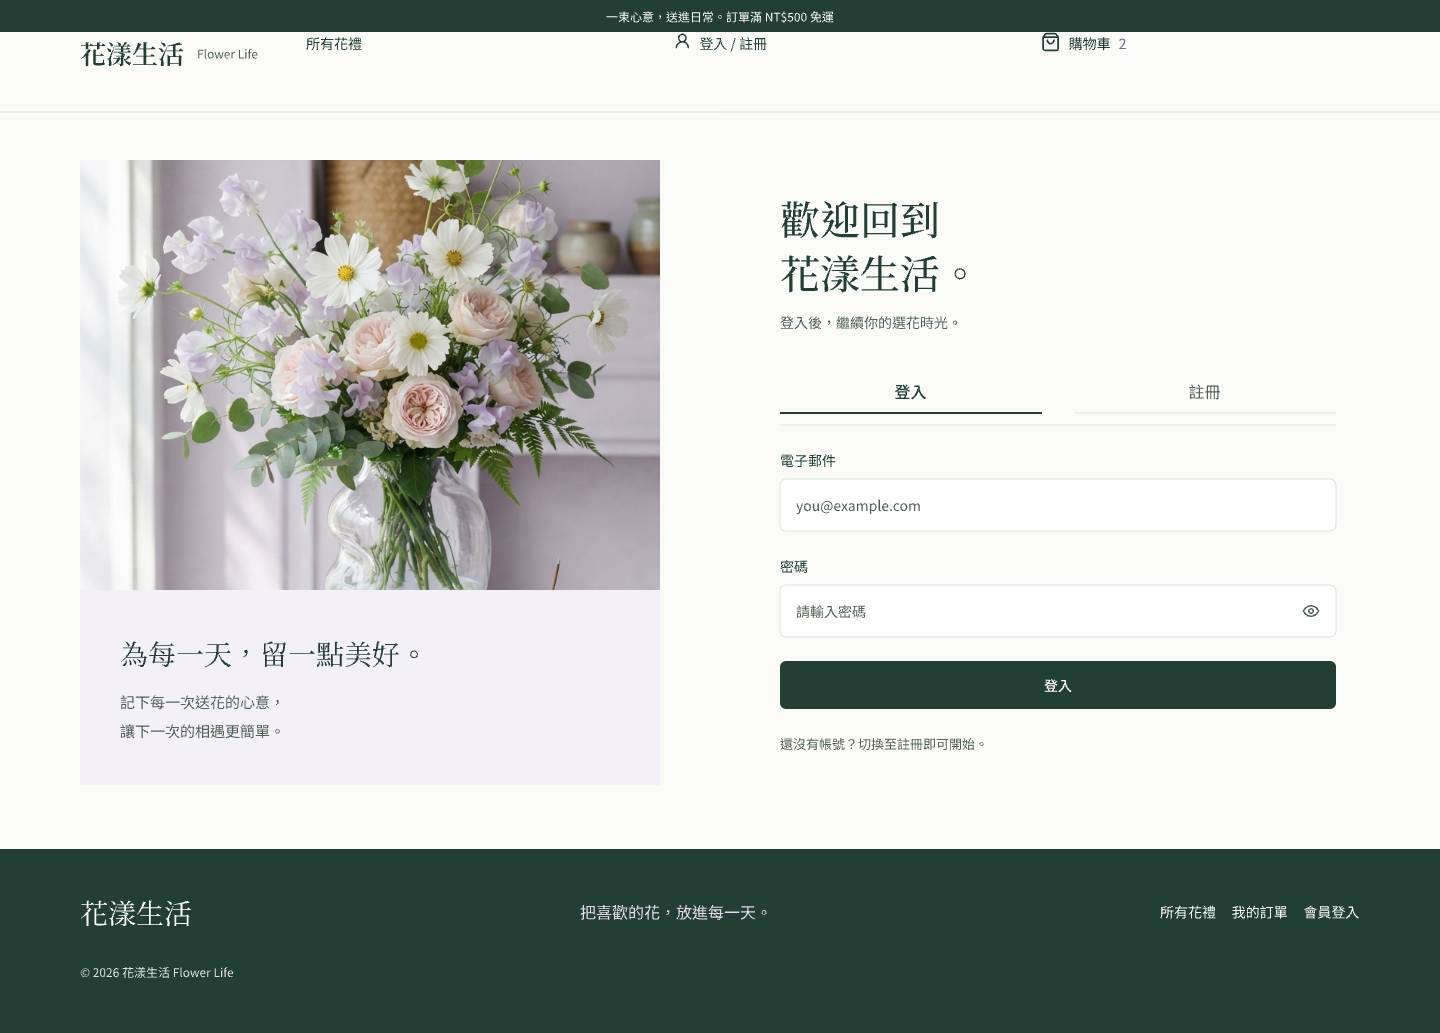 一束心意，送進日常。訂單滿 NT$500 免運
花漾生活 Flower Life 所有花禮 登入 / 註冊 購物車 2
歡迎回到
花漾生活。
登入後，繼續你的選花時光。
登入 註冊
電子郵件
you@example.com
密碼
請輸入密碼
登入
還沒有帳號？切換至註冊即可開始。
為每一天，留一點美好。
記下每一次送花的心意，
讓下一次的相遇更簡單。
花漾生活 把喜歡的花，放進每一天。 所有花禮 我的訂單 會員登入
© 2026 花漾生活 Flower Life